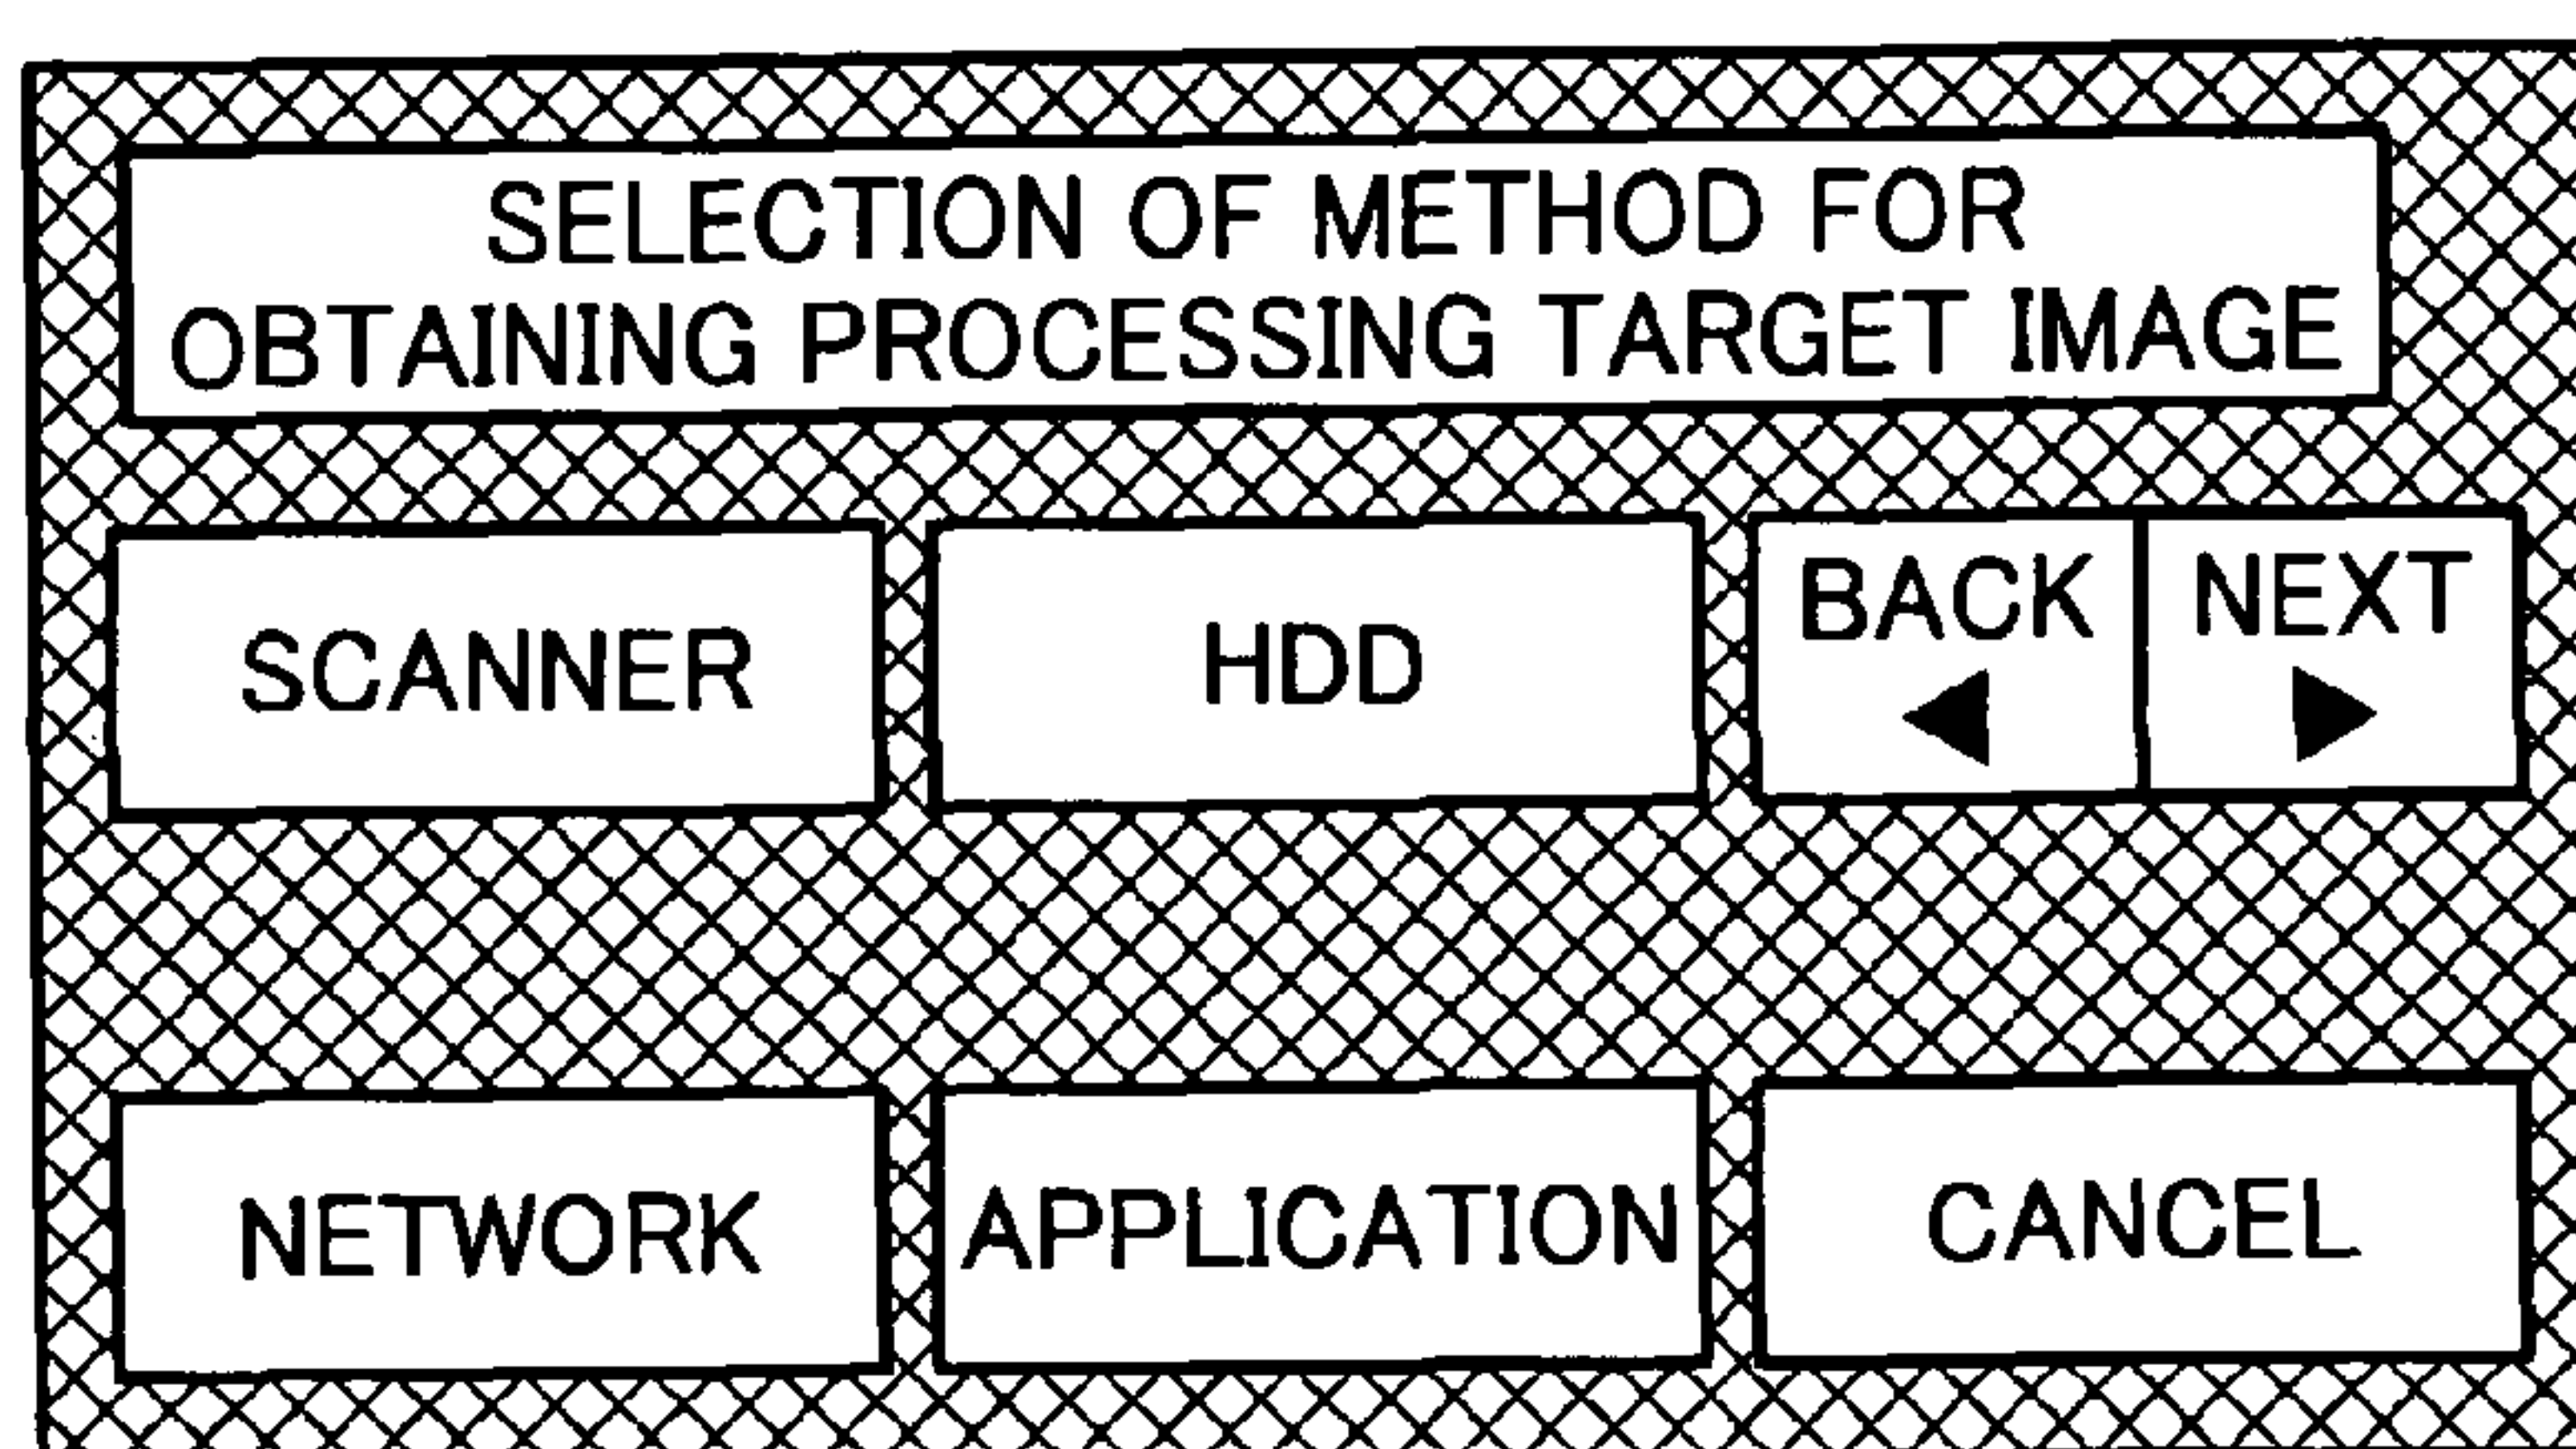 SELECTION OF METHOD FOR
OBTAINING PROCESSING TARGET IMAGE
SCANNER
HDD
BACK
NEXT
NETWORK
APPLICATION
CANCEL